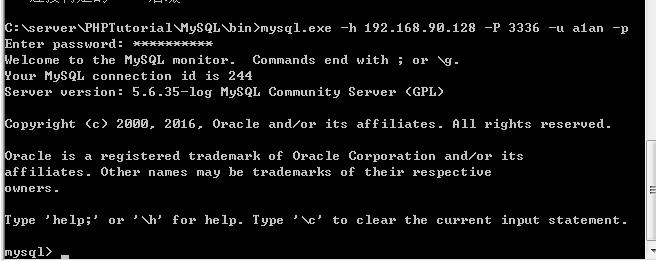 C:\server\PHPTutorial\MySQL\bin>mysql.exe -h 192.168.90.128 -P 3336 -u a1an -p
Enter password: **********
Welcome to the MySQL monitor.  Commands end with ; or \g.
Your MySQL connection id is 244
Server version: 5.6.35-log MySQL Community Server (GPL)
Copyright (c) 2000, 2016, Oracle and/or its affiliates. All rights reserved.
Oracle is a registered trademark of Oracle Corporation and/or its
affiliates. Other names may be trademarks of their respective
owners.
Type 'help;' or '\h' for help. Type '\c' to clear the current input statement.
mysql>